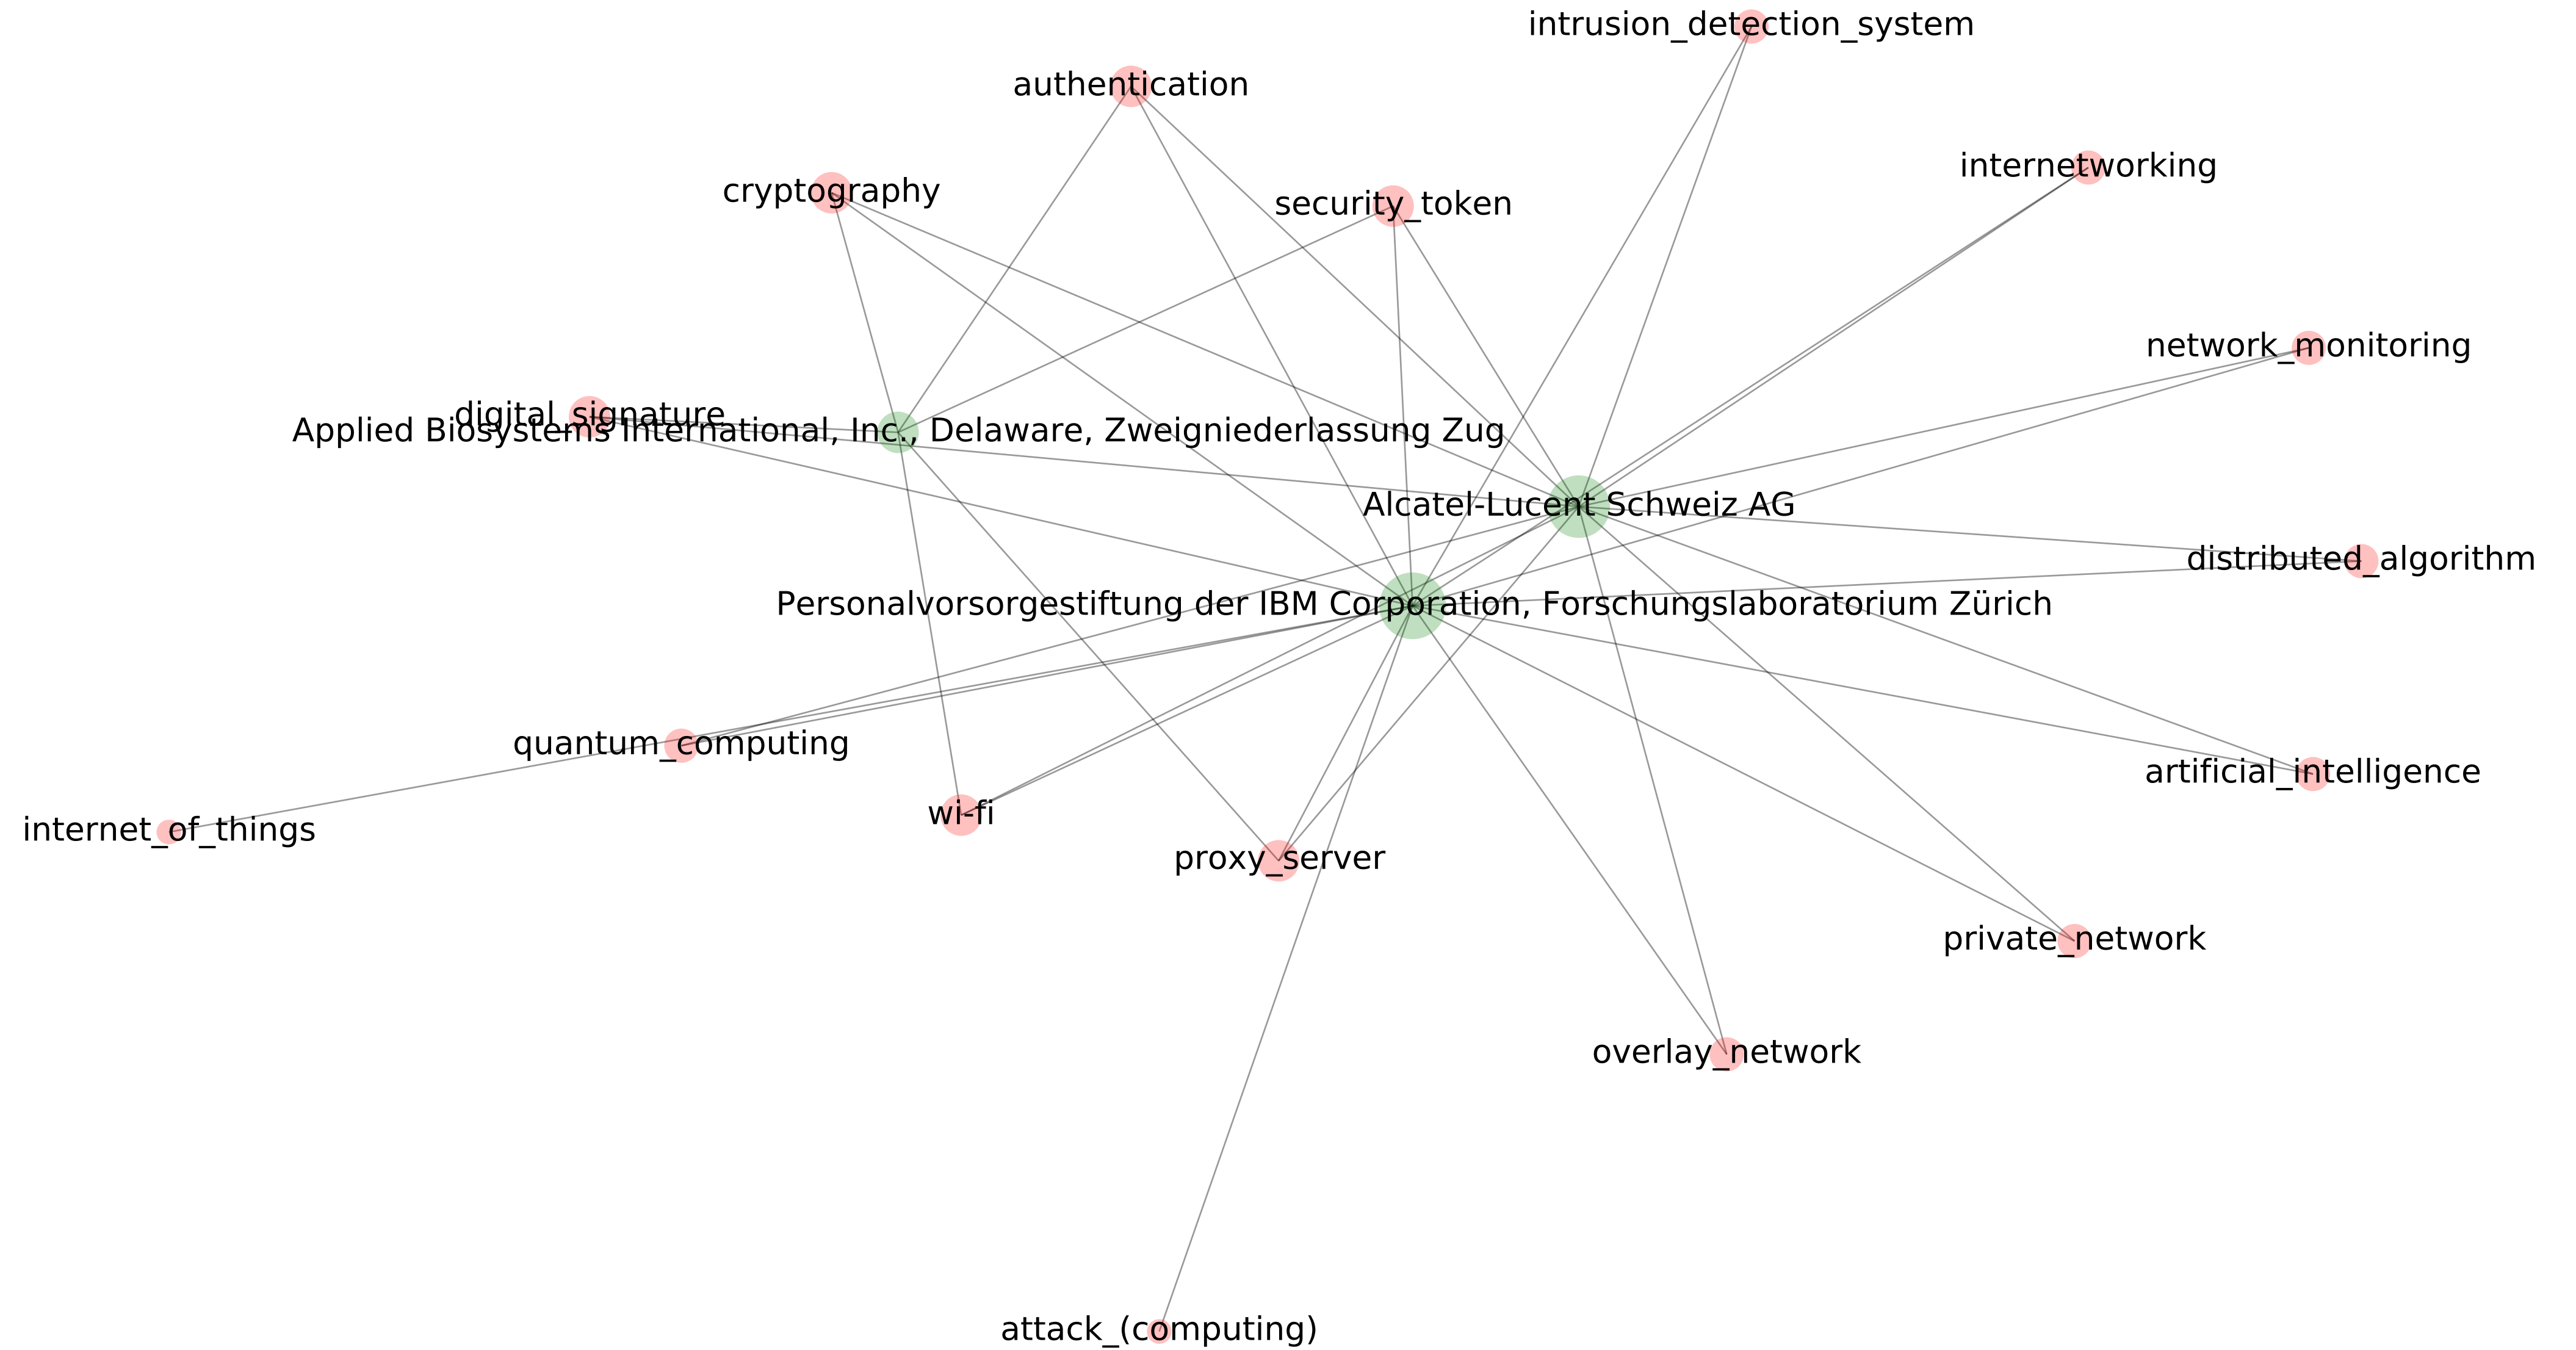 intrusion_detection_system
authentication
internetworking
cryptography
security_token
network_monitoring
digital_signature
Applied Biosystems International, Inc., Delaware, Zweigniederlassung Zug
Alcatel-Lucent Schweiz AG
distributed_algorithm
Personalvorsorgestiftung der IBM Corporation, Forschungslaboratorium Zürich
quantum_computing
artificial_intelligence
wi-fi
internet_of_things
proxy_server
private_network
overlay_network
attack_(computing)